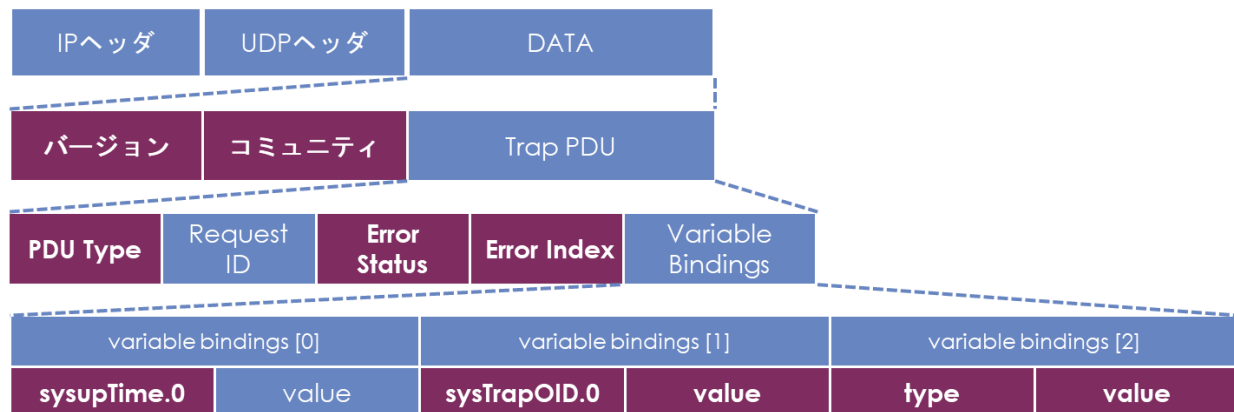 IPヘッダ
UDPヘッダ
DATA
バージョン
コミュニティ
Trap PDU
PDU Type
Request
ID
Error
Status
Error Index
Variable
Bindings
variable bindings [0]
variable bindings [1]
variable bindings [2]
sysupTime.0
value
sysTrapOID.0
value
type
value